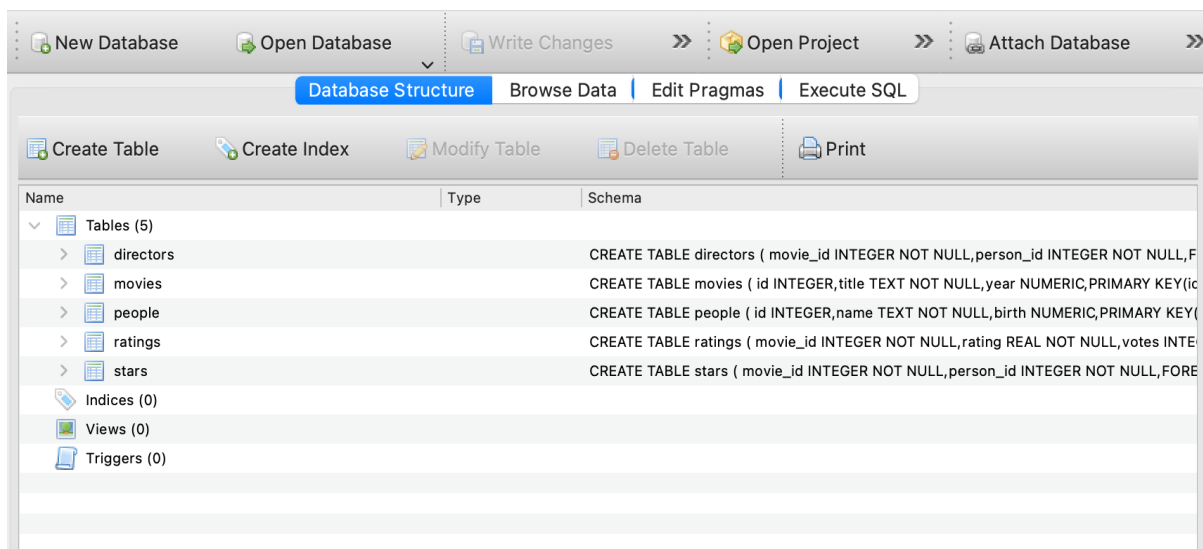 New Database Open Database Write Changes » Open Project » Attach Database »
Database Structure Browse Data Edit Pragmas Execute SQL
Create Table Create Index Modify Table Delete Table Print
Name Type Schema
Tables (5)
directors CREATE TABLE directors ( movie_id INTEGER NOT NULL,person_id INTEGER NOT NULL,F
movies CREATE TABLE movies ( id INTEGER,title TEXT NOT NULL,year NUMERIC,PRIMARY KEY(id
people CREATE TABLE people ( id INTEGER,name TEXT NOT NULL,birth NUMERIC,PRIMARY KEY(
ratings CREATE TABLE ratings ( movie_id INTEGER NOT NULL,rating REAL NOT NULL,votes INTE
stars CREATE TABLE stars ( movie_id INTEGER NOT NULL,person_id INTEGER NOT NULL,FORE
Indices (0)
Views (0)
Triggers (0)